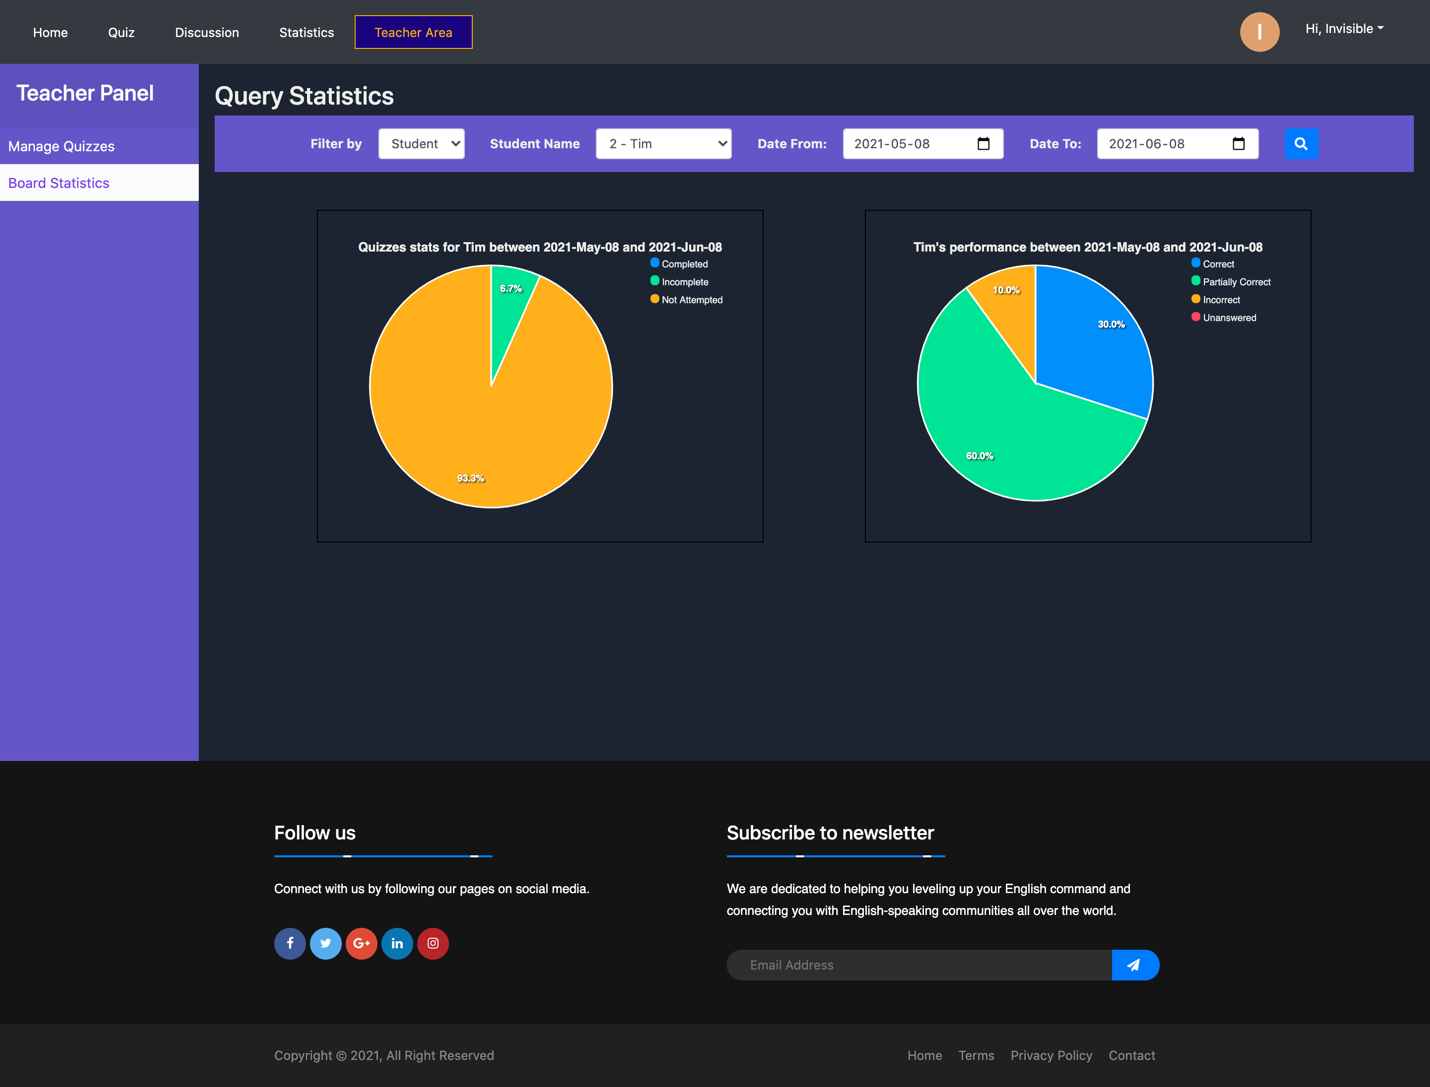 Home Quiz Discussion Statistics Teacher Area I Hi, Invisible
Teacher Panel
Manage Quizzes
Board Statistics
Query Statistics
Filter by Student Student Name 2 - Tim Date From: 2021-05-08 Date To: 2021-06-08
Quizzes stats for Tim between 2021-May-08 and 2021-Jun-08
Completed
Incomplete
Not Attempted
6.7%
93.3%
Tim's performance between 2021-May-08 and 2021-Jun-08
Correct
Partially Correct
Incorrect
Unanswered
10.0%
30.0%
60.0%
Follow us
Connect with us by following our pages on social media.
f G+ in
Subscribe to newsletter
We are dedicated to helping you leveling up your English command and
connecting you with English-speaking communities all over the world.
Email Address
Copyright © 2021, All Right Reserved
Home Terms Privacy Policy Contact